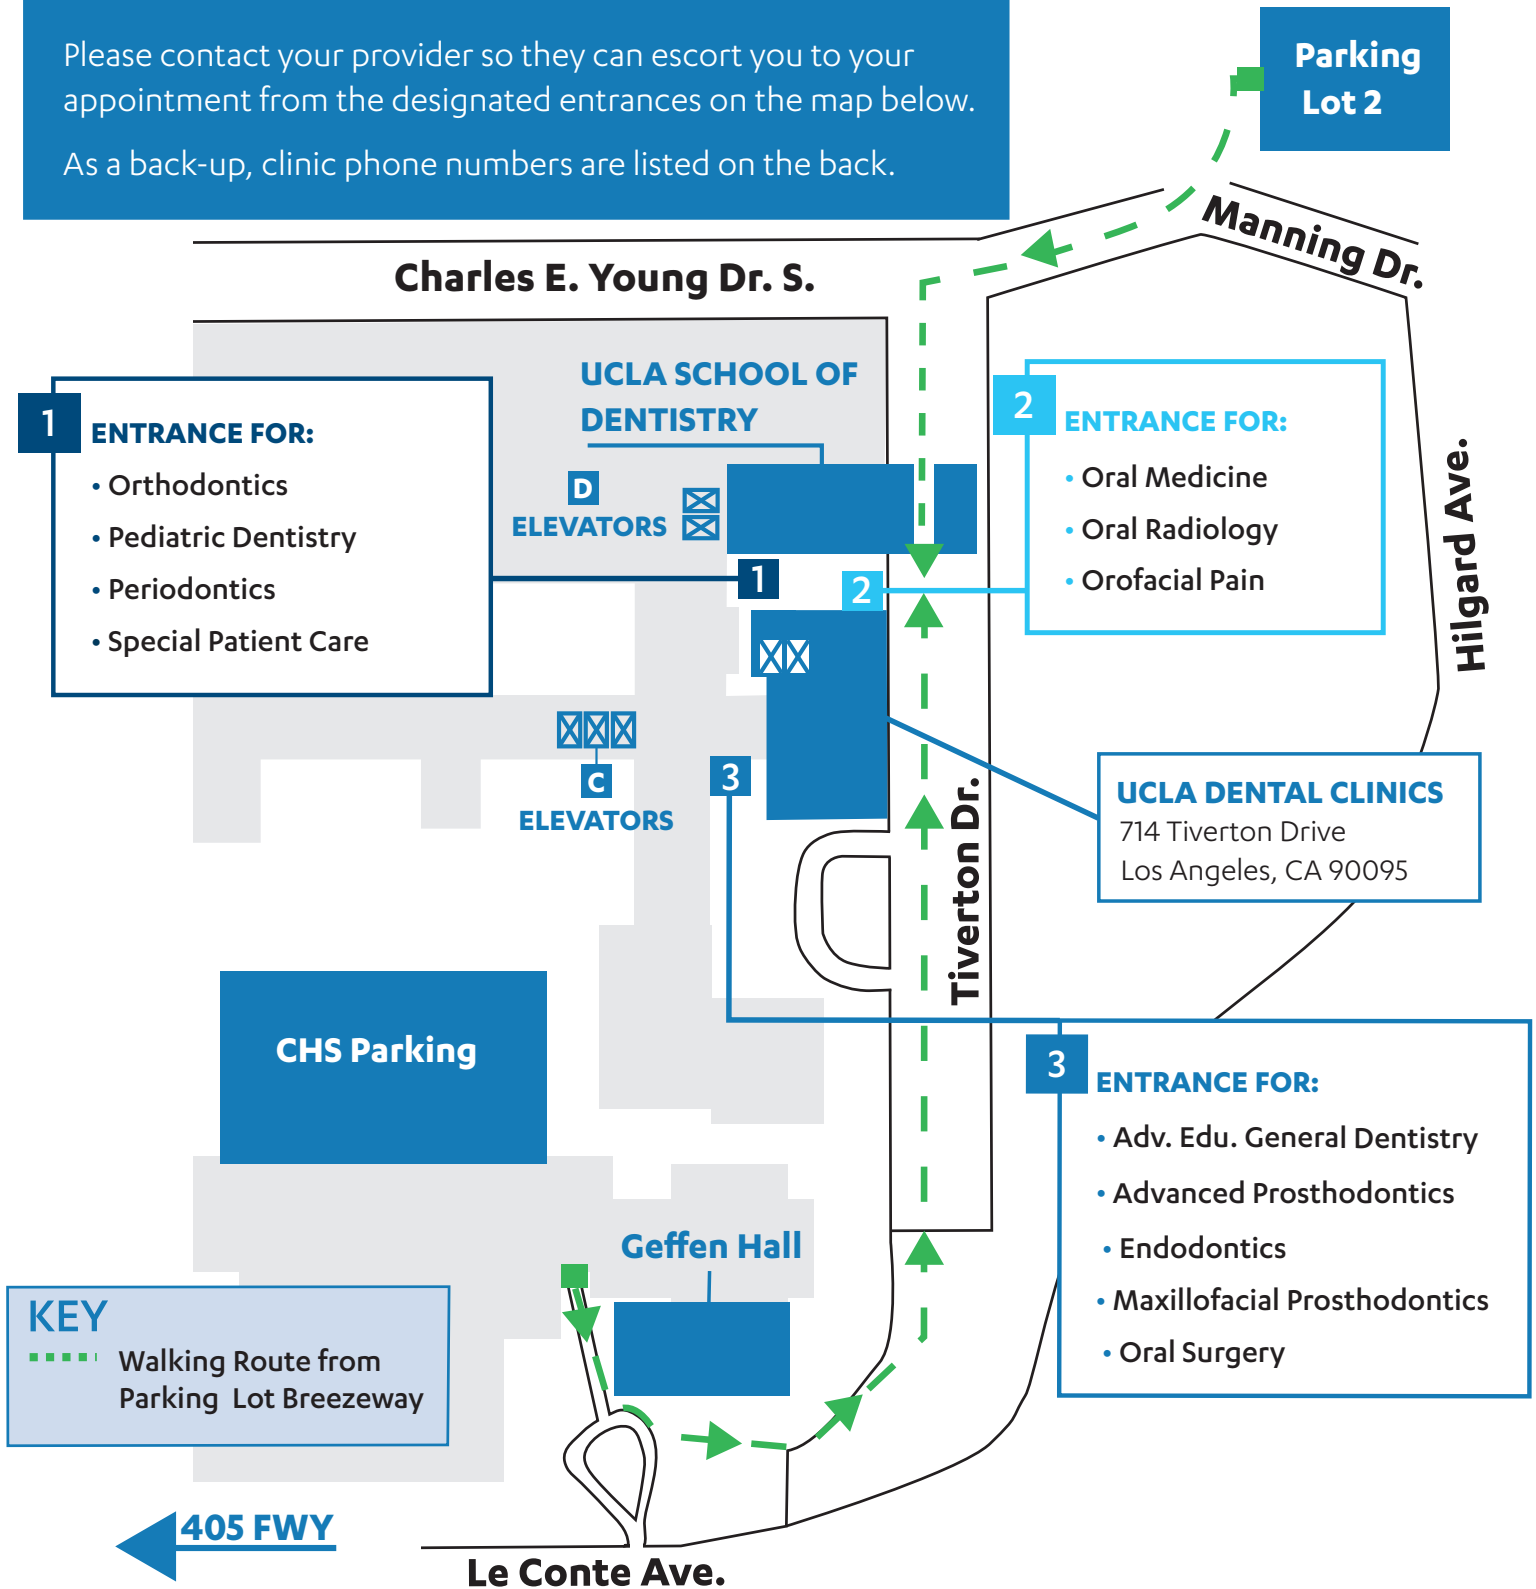 Please contact your provider so they can escort you to your
appointment from the designated entrances on the map below.
As a back-up, clinic phone numbers are listed on the back.
Parking
Lot 2
Manning Dr.
Charles E. Young Dr. S.
UCLA SCHOOL OF
DENTISTRY
1
ENTRANCE FOR:
• Orthodontics
• Pediatric Dentistry
• Periodontics
• Special Patient Care
2
ENTRANCE FOR:
• Oral Medicine
• Oral Radiology
• Orofacial Pain
Hilgard Ave.
D
ELEVATORS
1
2
C
ELEVATORS
3
Tiverton Dr.
UCLA DENTAL CLINICS
714 Tiverton Drive
Los Angeles, CA 90095
CHS Parking
3
ENTRANCE FOR:
• Adv. Edu. General Dentistry
• Advanced Prosthodontics
• Endodontics
• Maxillofacial Prosthodontics
• Oral Surgery
Geffen Hall
KEY
Walking Route from
Parking Lot Breezeway
405 FWY
Le Conte Ave.